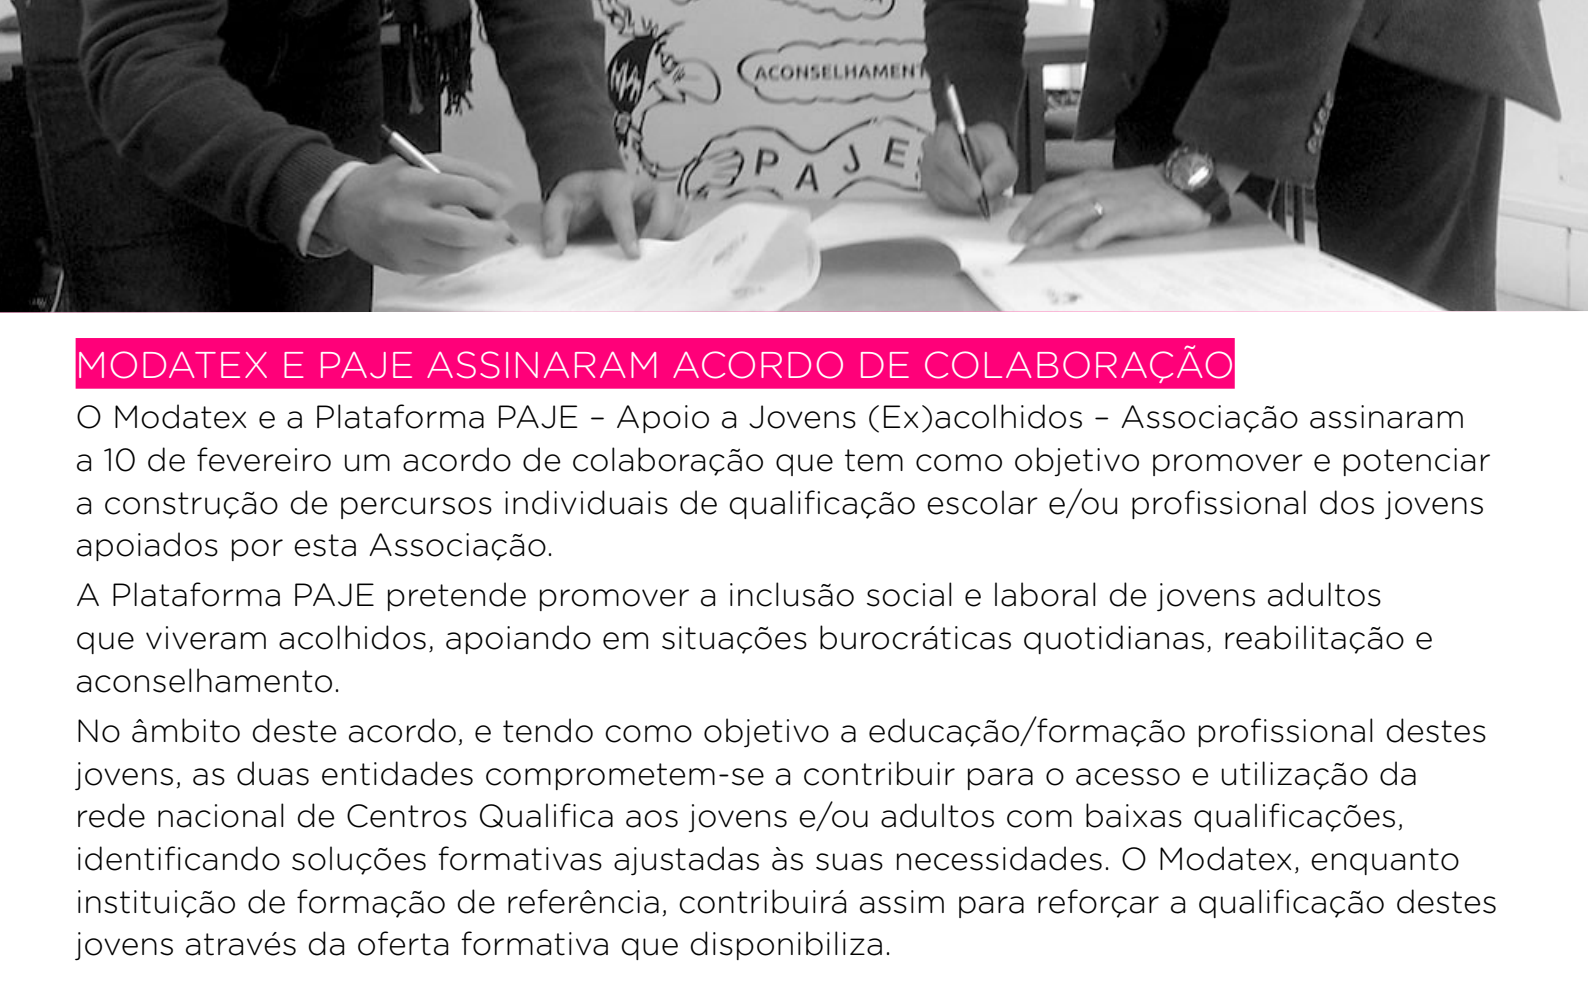 ACONSELHAMENT
PAJE
MODATEX E PAJE ASSINARAM ACORDO DE COLABORAÇÃO
O Modatex e a Plataforma PAJE – Apoio a Jovens (Ex)acolhidos – Associação assinaram
a 10 de fevereiro um acordo de colaboração que tem como objetivo promover e potenciar
a construção de percursos individuais de qualificação escolar e/ou profissional dos jovens
apoiados por esta Associação.
A Plataforma PAJE pretende promover a inclusão social e laboral de jovens adultos
que viveram acolhidos, apoiando em situações burocráticas quotidianas, reabilitação e
aconselhamento.
No âmbito deste acordo, e tendo como objetivo a educação/formação profissional destes
jovens, as duas entidades comprometem-se a contribuir para o acesso e utilização da
rede nacional de Centros Qualifica aos jovens e/ou adultos com baixas qualificações,
identificando soluções formativas ajustadas às suas necessidades. O Modatex, enquanto
instituição de formação de referência, contribuirá assim para reforçar a qualificação destes
jovens através da oferta formativa que disponibiliza.